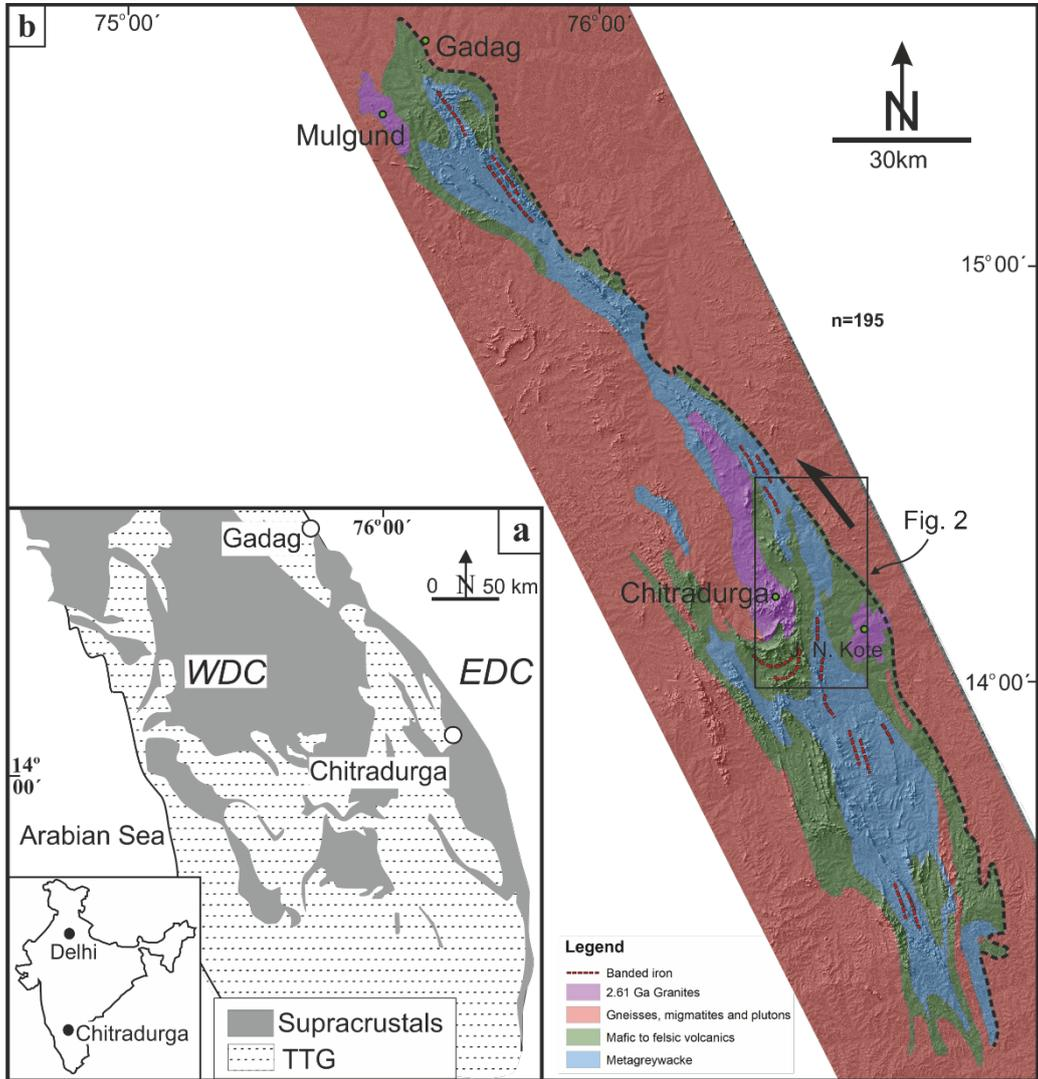 b
75°00´
76°00´
Gadag
Mulgund
N
30km
15°00´
n=195
Fig. 2
Chitradurga
J. N. Kote
14°00´
a
Gadag
76°00´
0 N 50 km
WDC
EDC
Chitradurga
14°
00´
Arabian Sea
Delhi
Chitradurga
Supracrustals
TTG
Legend
Banded iron
2.61 Ga Granites
Gneisses, migmatites and plutons
Mafic to felsic volcanics
Metagreywacke